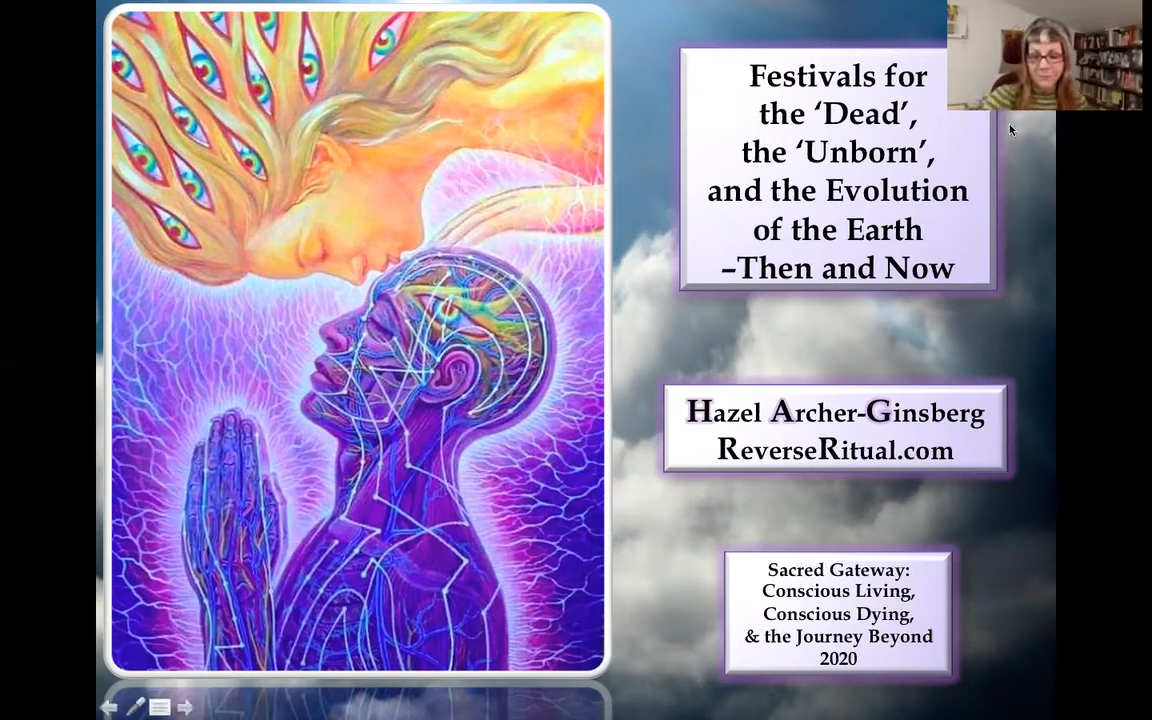 Festivals for
the ‘Dead’,
the ‘Unborn’,
and the Evolution
of the Earth
–Then and Now
Hazel Archer-Ginsberg
ReverseRitual.com
Sacred Gateway:
Conscious Living,
Conscious Dying,
& the Journey Beyond
2020